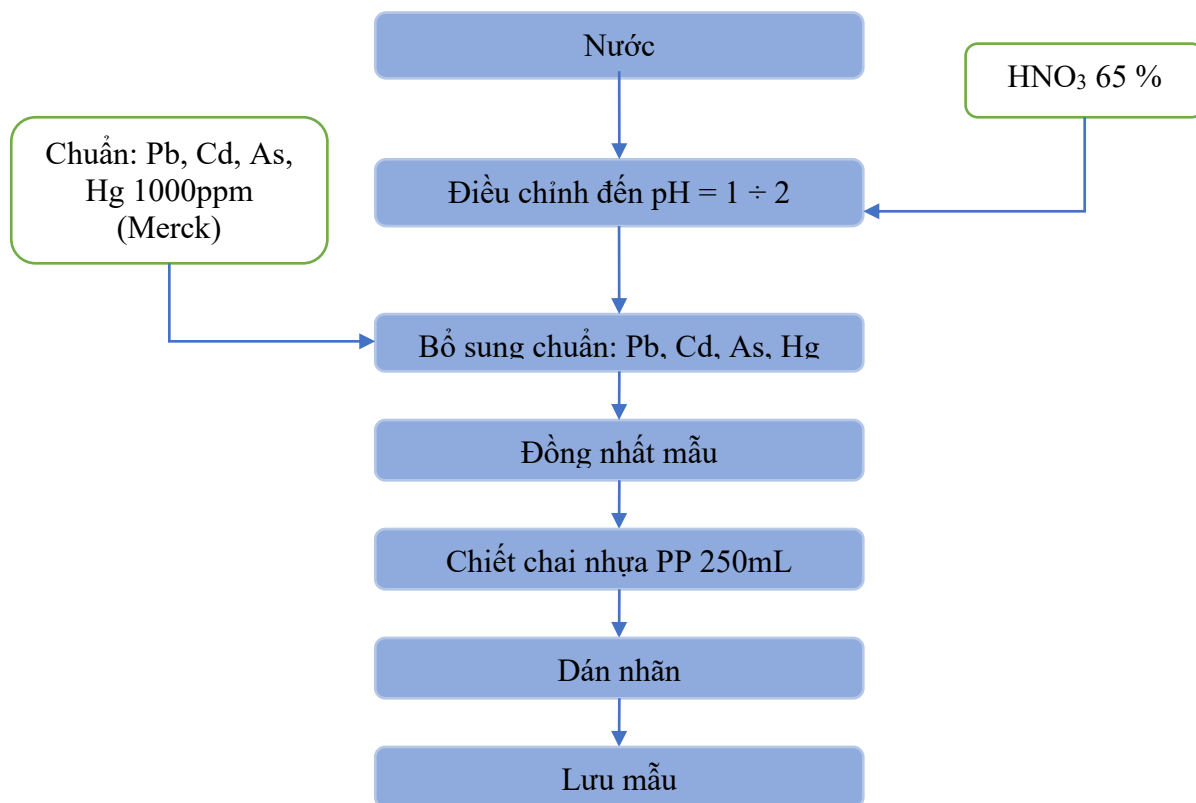 Nước
HNO₃ 65 %
Chuẩn: Pb, Cd, As,
Hg 1000ppm
(Merck)
Điều chỉnh đến pH = 1 ÷ 2
Bổ sung chuẩn: Pb, Cd, As, Hg
Đồng nhất mẫu
Chiết chai nhựa PP 250mL
Dán nhãn
Lưu mẫu